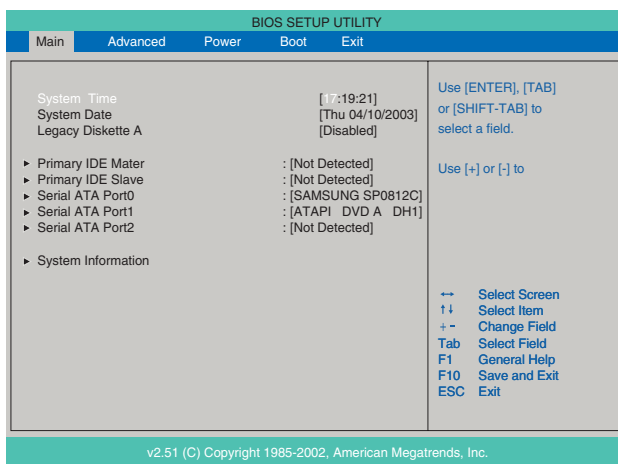 BIOS SETUP UTILITY
Main Advanced Power Boot Exit
System Time [17:19:21]
System Date [Thu 04/10/2003]
Legacy Diskette A [Disabled]
▸ Primary IDE Mater : [Not Detected]
▸ Primary IDE Slave : [Not Detected]
▸ Serial ATA Port0 : [SAMSUNG SP0812C]
▸ Serial ATA Port1 : [ATAPI DVD A DH1]
▸ Serial ATA Port2 : [Not Detected]
▸ System Information
Use [ENTER], [TAB]
or [SHIFT-TAB] to
select a field.
Use [+] or [-] to
↔ Select Screen
↑↓ Select Item
+- Change Field
Tab Select Field
F1 General Help
F10 Save and Exit
ESC Exit
v2.51 (C) Copyright 1985-2002, American Megatrends, Inc.